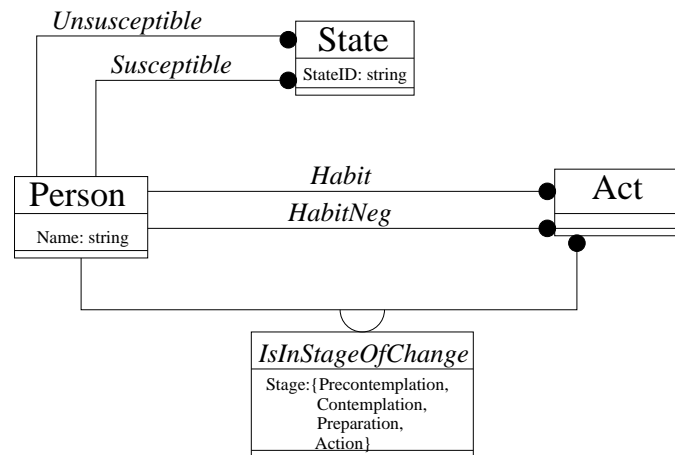 Unsusceptible
State
Susceptible
StateID: string
Habit
Person
Act
HabitNeg
Name: string
IsInStageOfChange
Stage:{Precontemplation,
Contemplation,
Preparation,
Action}